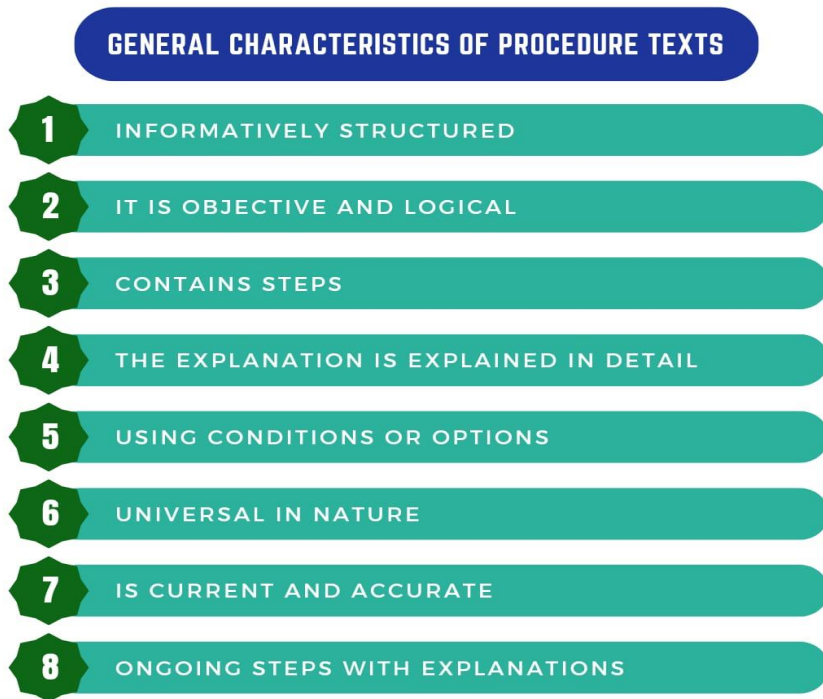 GENERAL CHARACTERISTICS OF PROCEDURE TEXTS
1 INFORMATIVELY STRUCTURED
2 IT IS OBJECTIVE AND LOGICAL
3 CONTAINS STEPS
4 THE EXPLANATION IS EXPLAINED IN DETAIL
5 USING CONDITIONS OR OPTIONS
6 UNIVERSAL IN NATURE
7 IS CURRENT AND ACCURATE
8 ONGOING STEPS WITH EXPLANATIONS